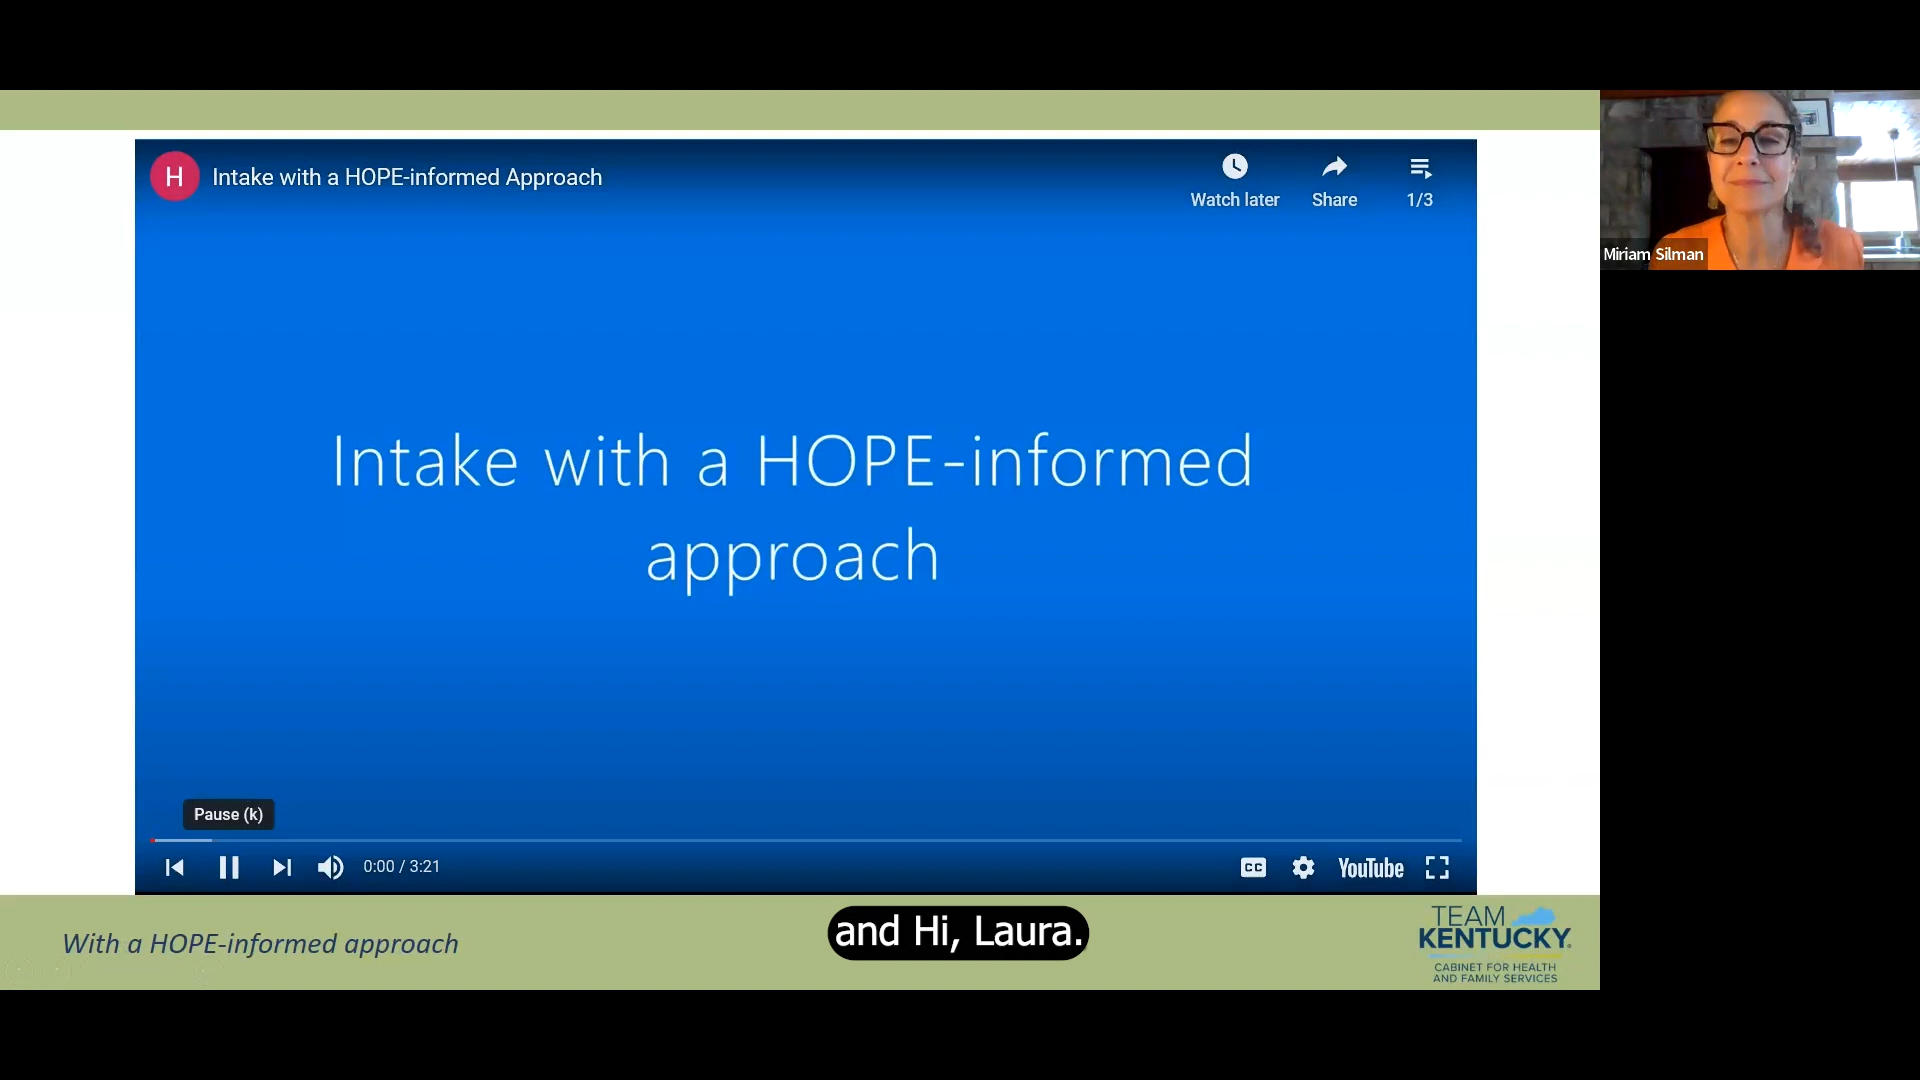 H
Intake with a HOPE-informed Approach
Watch later
Share
1/3
Miriam Silman
Intake with a HOPE-informed
approach
Pause (k)
0:00 / 3:21
CC
YouTube
With a HOPE-informed approach
and Hi, Laura.
TEAM
KENTUCKY
CABINET FOR HEALTH
AND FAMILY SERVICES